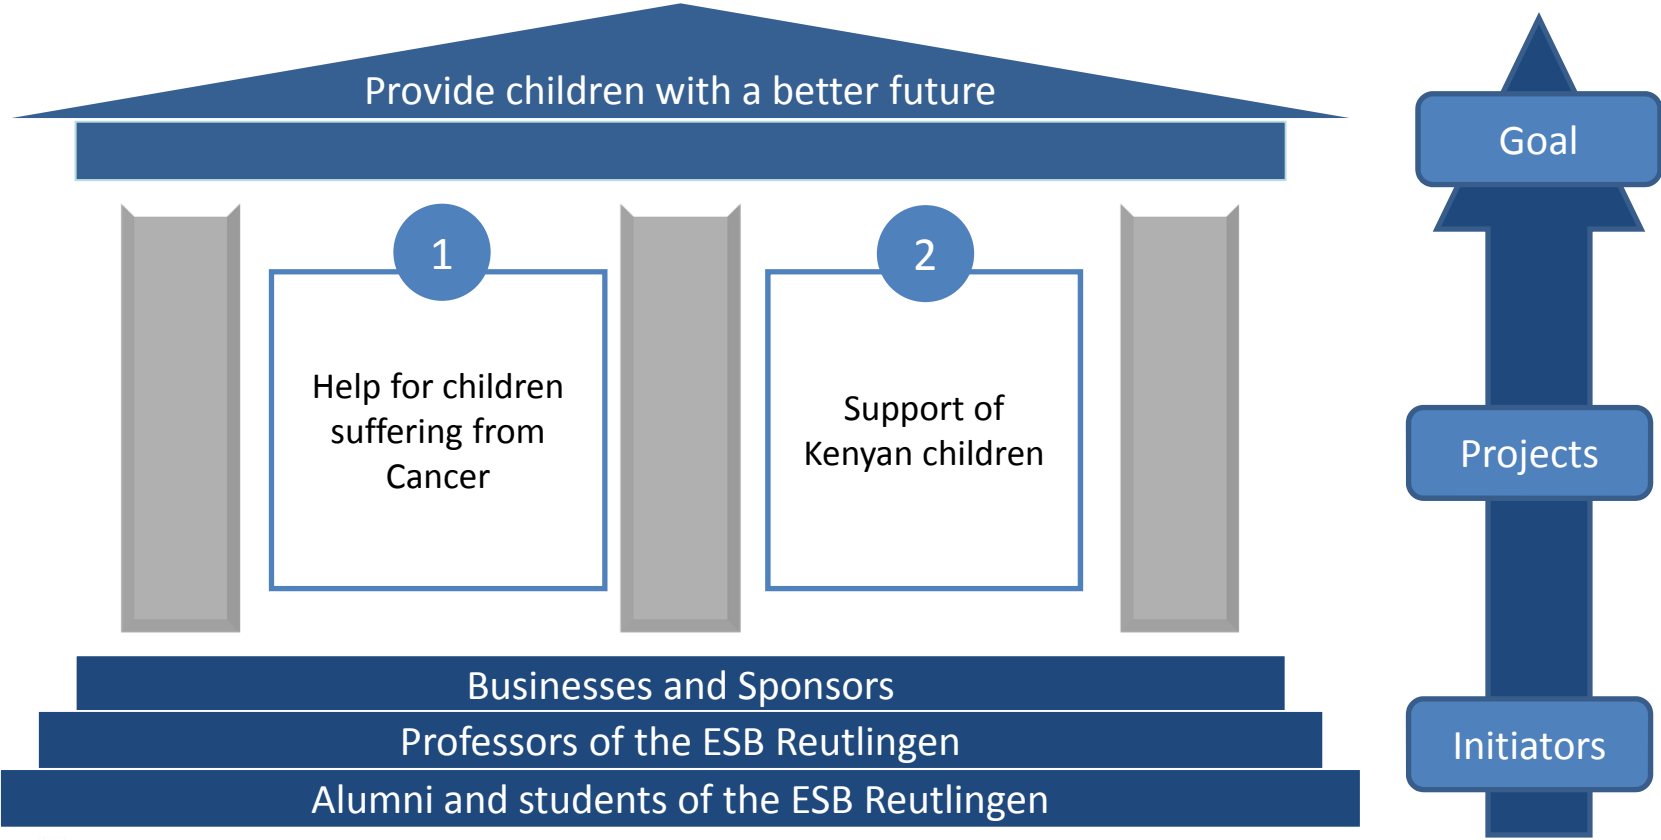 Provide children with a better future
Goal
1
2
Help for children
suffering from
Cancer
Support of
Kenyan children
Projects
Businesses and Sponsors
Professors of the ESB Reutlingen
Initiators
Alumni and students of the ESB Reutlingen